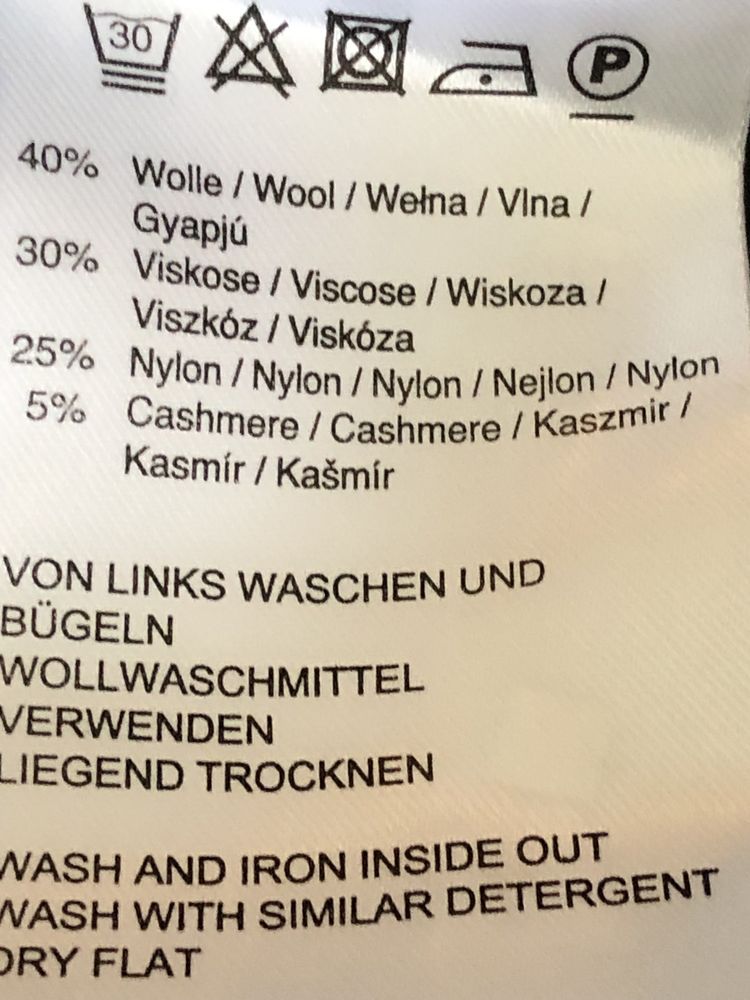 30
P
40% Wolle / Wool / Wełna / Vlna /
Gyapjú
30% Viskose / Viscose / Wiskoza /
Viszkóz / Viskóza
25% Nylon / Nylon / Nylon / Nejlon / Nylon
5% Cashmere / Cashmere / Kaszmir /
Kasmír / Kašmír
VON LINKS WASCHEN UND
BÜGELN
WOLLWASCHMITTEL
VERWENDEN
LIEGEND TROCKNEN
WASH AND IRON INSIDE OUT
WASH WITH SIMILAR DETERGENT
DRY FLAT